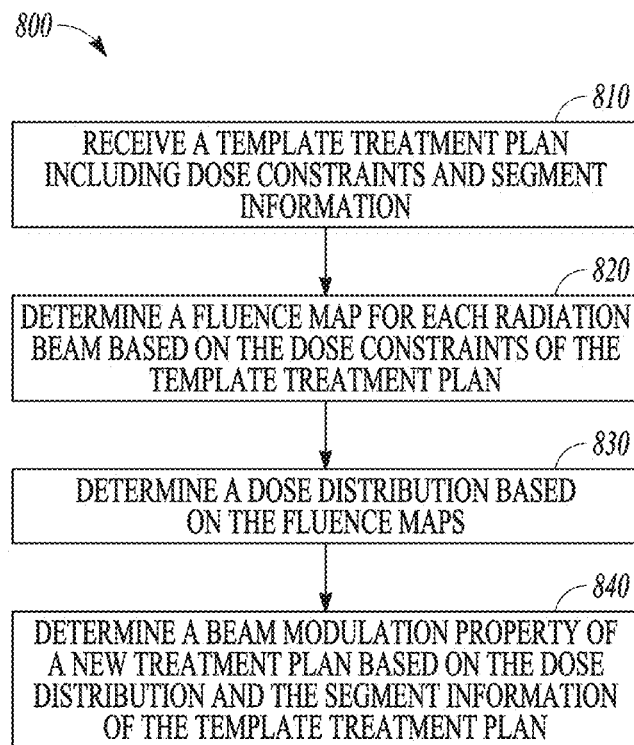 800
810
RECEIVE A TEMPLATE TREATMENT PLAN
INCLUDING DOSE CONSTRAINTS AND SEGMENT
INFORMATION
820
DETERMINE A FLUENCE MAP FOR EACH RADIATION
BEAM BASED ON THE DOSE CONSTRAINTS OF THE
TEMPLATE TREATMENT PLAN
830
DETERMINE A DOSE DISTRIBUTION BASED
ON THE FLUENCE MAPS
840
DETERMINE A BEAM MODULATION PROPERTY OF
A NEW TREATMENT PLAN BASED ON THE DOSE
DISTRIBUTION AND THE SEGMENT INFORMATION
OF THE TEMPLATE TREATMENT PLAN